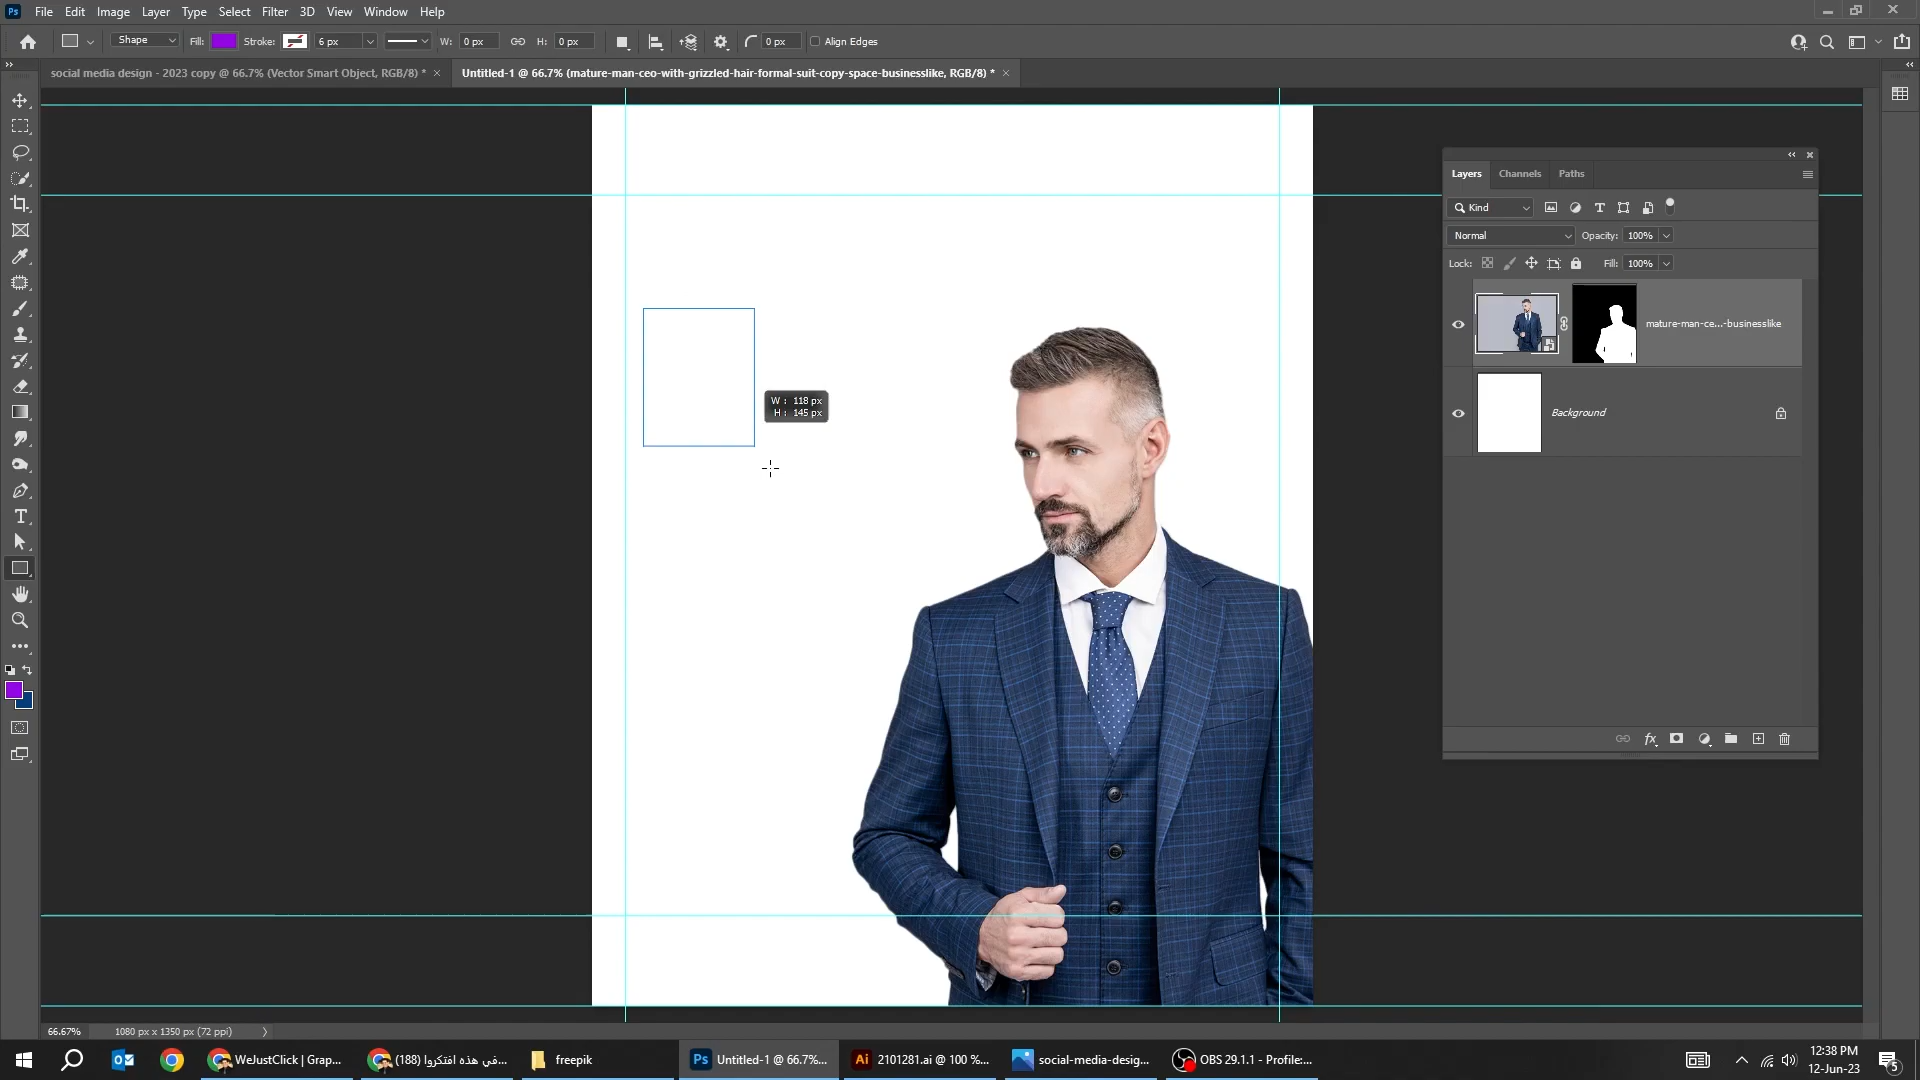 Ps File Edit Image Layer Type Select Filter 3D View Window Help
Shape Fill: Stroke: 6 px W: 0 px H: 0 px 0 px Align Edges
social media design - 2023 copy @ 66.7% (Vector Smart Object, RGB/8) * ×
Untitled-1 @ 66.7% (mature-man-ceo-with-grizzled-hair-formal-suit-copy-space-businesslike, RGB/8) * ×
Layers Channels Paths
Kind
Normal Opacity: 100%
Lock: Fill: 100%
mature-man-ce...-businesslike
Background
fx
W : 118 px
H : 145 px
66.67% 1080 px x 1350 px (72 ppi)
WeJustClick | Grap...
(188) في هذه افتكروا...
freepik
Ps Untitled-1 @ 66.7%...
Ai 2101281.ai @ 100 %...
social-media-desig...
OBS 29.1.1 - Profile:...
12:38 PM
12-Jun-23
5